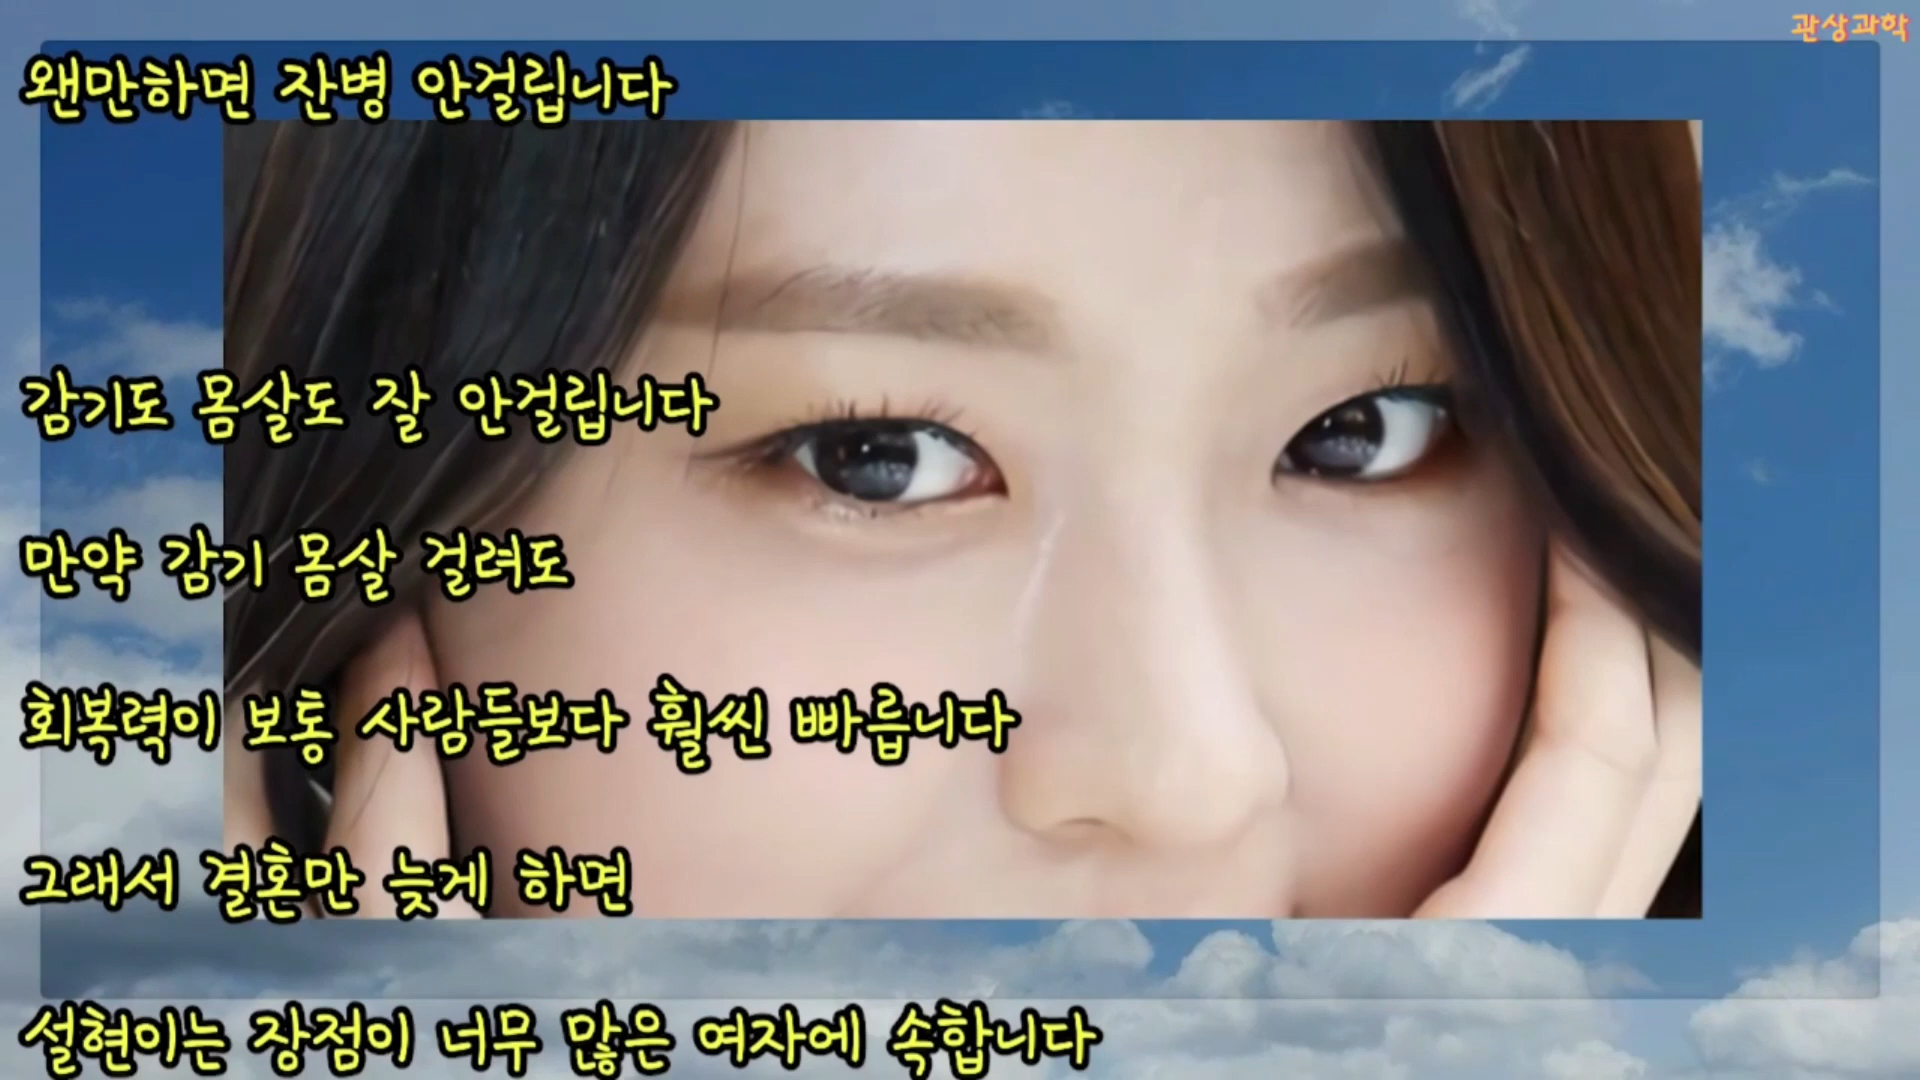 관상과학
왠만하면 잔병 안걸립니다
감기도 몸살도 잘 안걸립니다
만약 감기 몸살 걸려도
회복력이 보통 사람들보다 훨씬 빠릅니다
그래서 결혼만 늦게 하면
설현이는 장점이 너무 많은 여자에 속합니다